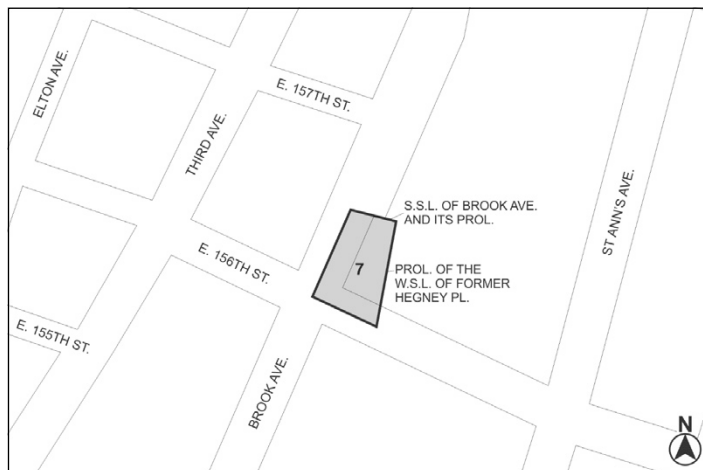 ELTON AVE.
THIRD AVE.
E. 157TH ST.
S.S.L. OF BROOK AVE.
AND ITS PROL.
ST ANN'S AVE.
E. 156TH ST.
7
PROL. OF THE
W.S.L. OF FORMER
HEGNEY PL.
E. 155TH ST.
BROOK AVE.
N